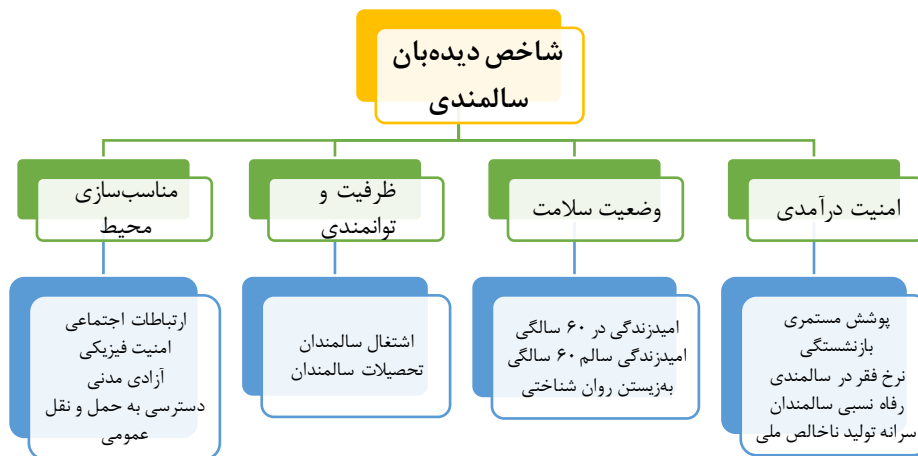 شاخص دیده‌بان
سالمندی
امنیت درآمدی
وضعیت سلامت
ظرفیت و
توانمندی
مناسب‌سازی
محیط
پوشش مستمری
بازنشستگی
نرخ فقر در سالمندی
رفاه نسبی سالمندان
سرانه تولید ناخالص ملی
امیدزندگی در ۶۰ سالگی
امیدزندگی سالم ۶۰ سالگی
به‌زیستن روان شناختی
اشتغال سالمندان
تحصیلات سالمندان
ارتباطات اجتماعی
امنیت فیزیکی
آزادی مدنی
دسترسی به حمل و نقل
عمومی